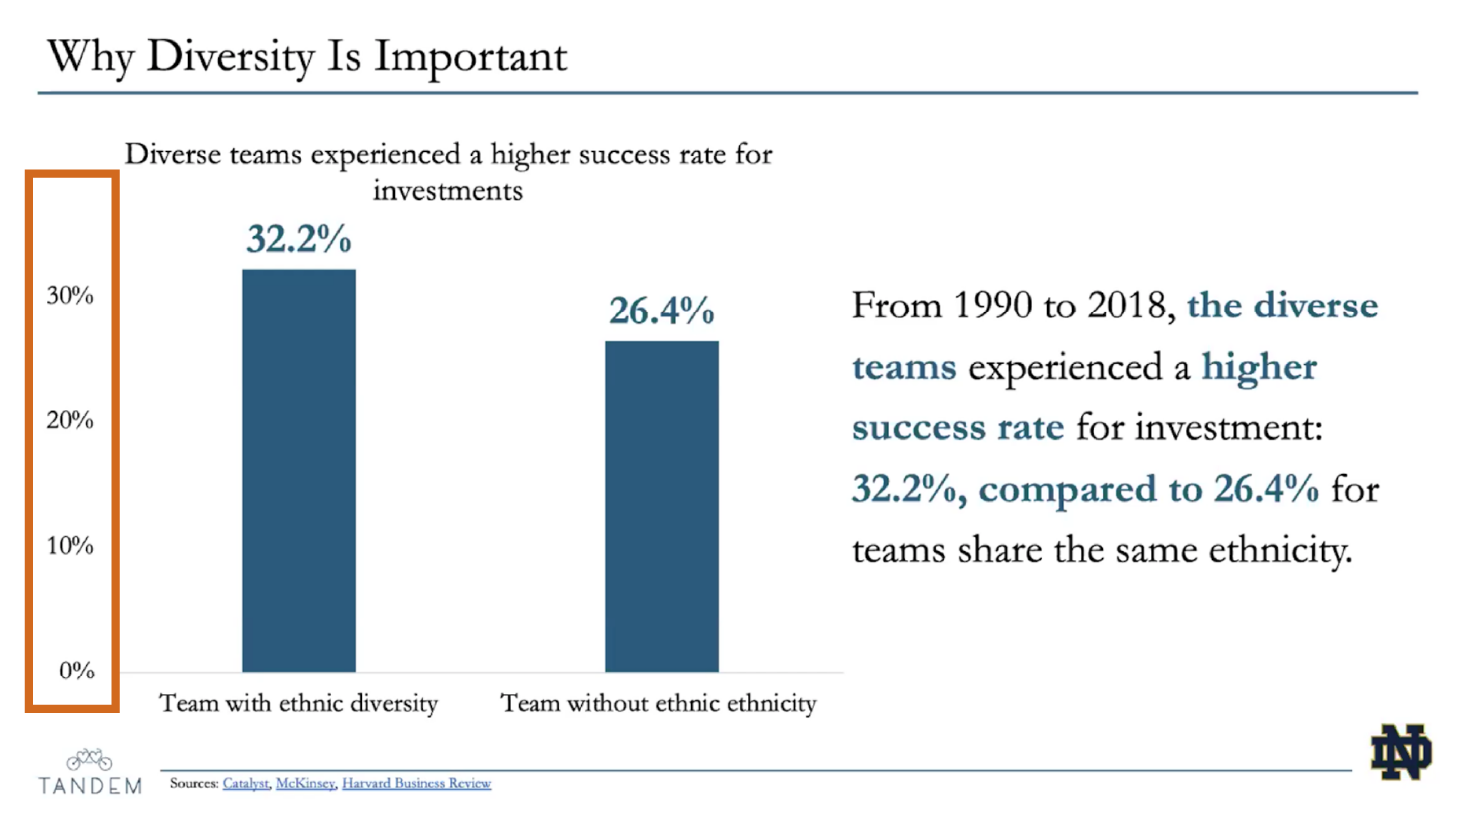 Why Diversity Is Important
Diverse teams experienced a higher success rate for
investments
32.2%
26.4%
30%
20%
10%
0%
Team with ethnic diversity
Team without ethnic ethnicity
From 1990 to 2018, the diverse
teams experienced a higher
success rate for investment:
32.2%, compared to 26.4% for
teams share the same ethnicity.
TANDEM
Sources: Catalyst, McKinsey, Harvard Business Review
ND